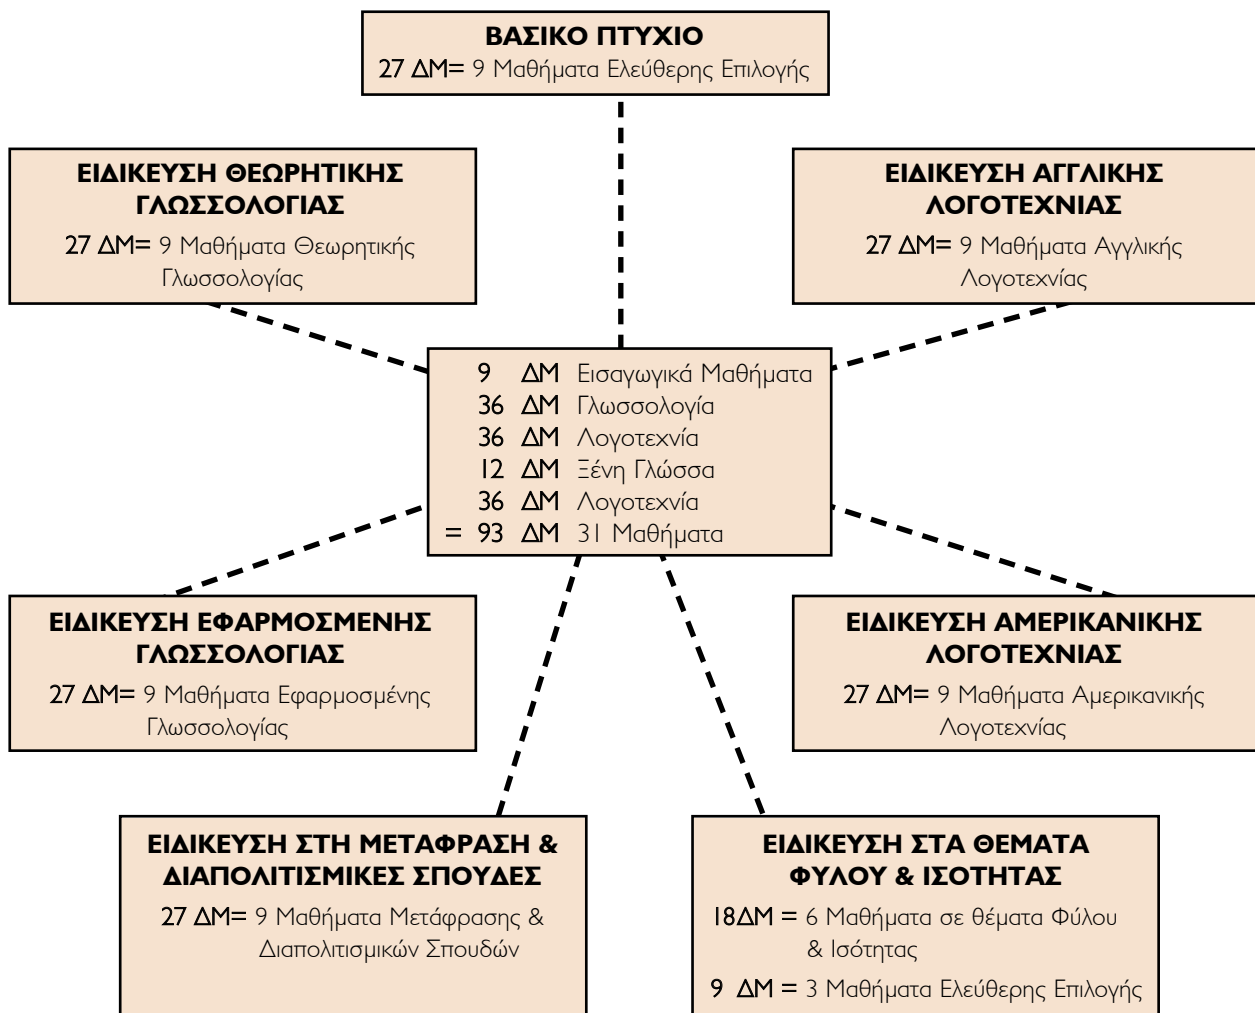 ΒΑΣΙΚΟ ΠΤΥΧΙΟ
27 ΔΜ= 9 Μαθήματα Ελεύθερης Επιλογής
ΕΙΔΙΚΕΥΣΗ ΘΕΩΡΗΤΙΚΗΣ
ΓΛΩΣΣΟΛΟΓΙΑΣ
27 ΔΜ= 9 Μαθήματα Θεωρητικής
Γλωσσολογίας
ΕΙΔΙΚΕΥΣΗ ΑΓΓΛΙΚΗΣ
ΛΟΓΟΤΕΧΝΙΑΣ
27 ΔΜ= 9 Μαθήματα Αγγλικής
Λογοτεχνίας
9 ΔΜ Εισαγωγικά Μαθήματα
36 ΔΜ Γλωσσολογία
36 ΔΜ Λογοτεχνία
12 ΔΜ Ξένη Γλώσσα
36 ΔΜ Λογοτεχνία
= 93 ΔΜ 31 Μαθήματα
ΕΙΔΙΚΕΥΣΗ ΕΦΑΡΜΟΣΜΕΝΗΣ
ΓΛΩΣΣΟΛΟΓΙΑΣ
27 ΔΜ= 9 Μαθήματα Εφαρμοσμένης
Γλωσσολογίας
ΕΙΔΙΚΕΥΣΗ ΑΜΕΡΙΚΑΝΙΚΗΣ
ΛΟΓΟΤΕΧΝΙΑΣ
27 ΔΜ= 9 Μαθήματα Αμερικανικής
Λογοτεχνίας
ΕΙΔΙΚΕΥΣΗ ΣΤΗ ΜΕΤΑΦΡΑΣΗ &
ΔΙΑΠΟΛΙΤΙΣΜΙΚΕΣ ΣΠΟΥΔΕΣ
27 ΔΜ= 9 Μαθήματα Μετάφρασης &
Διαπολιτισμικών Σπουδών
ΕΙΔΙΚΕΥΣΗ ΣΤΑ ΘΕΜΑΤΑ
ΦΥΛΟΥ & ΙΣΟΤΗΤΑΣ
18ΔΜ = 6 Μαθήματα σε θέματα Φύλου
& Ισότητας
9 ΔΜ = 3 Μαθήματα Ελεύθερης Επιλογής